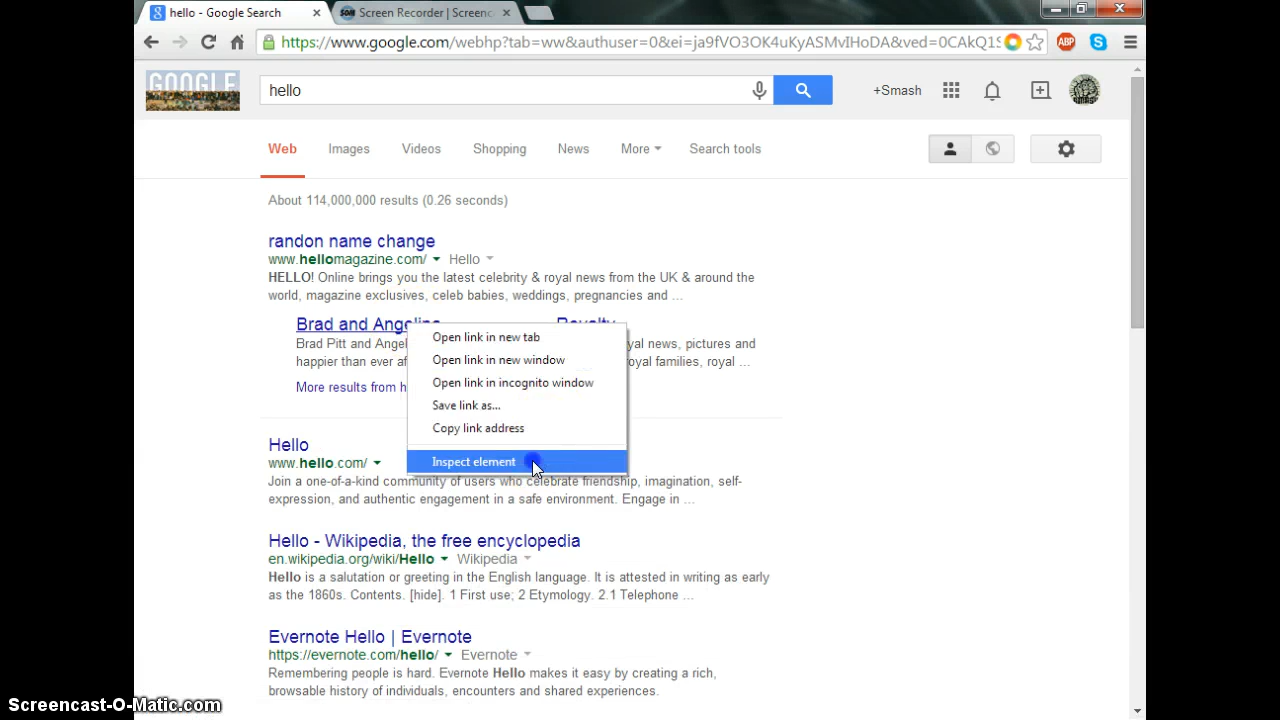 hello - Google Search
Screen Recorder | Screenc
https://www.google.com/webhp?tab=ww&authuser=0&ei=ja9fVO3OK4uKyASMvIHoDA&ved=0CAkQ1S
ABP
GOOGLE
hello
+Smash
Web Images Videos Shopping News More Search tools
About 114,000,000 results (0.26 seconds)
randon name change
www.hellomagazine.com/ Hello
HELLO! Online brings you the latest celebrity & royal news from the UK & around the
world, magazine exclusives, celeb babies, weddings, pregnancies and ...
Brad and Angelina Royalty
Brad Pitt and Angel yal news, pictures and
happier than ever af royal families, royal ...
More results from h
Open link in new tab
Open link in new window
Open link in incognito window
Save link as...
Copy link address
Inspect element
Hello
www.hello.com/
Join a one-of-a-kind community of users who celebrate friendship, imagination, self-
expression, and authentic engagement in a safe environment. Engage in ...
Hello - Wikipedia, the free encyclopedia
en.wikipedia.org/wiki/Hello Wikipedia
Hello is a salutation or greeting in the English language. It is attested in writing as early
as the 1860s. Contents. [hide]. 1 First use; 2 Etymology. 2.1 Telephone ...
Evernote Hello | Evernote
https://evernote.com/hello/ Evernote
Remembering people is hard. Evernote Hello makes it easy by creating a rich,
browsable history of individuals, encounters and shared experiences.
Screencast-O-Matic.com